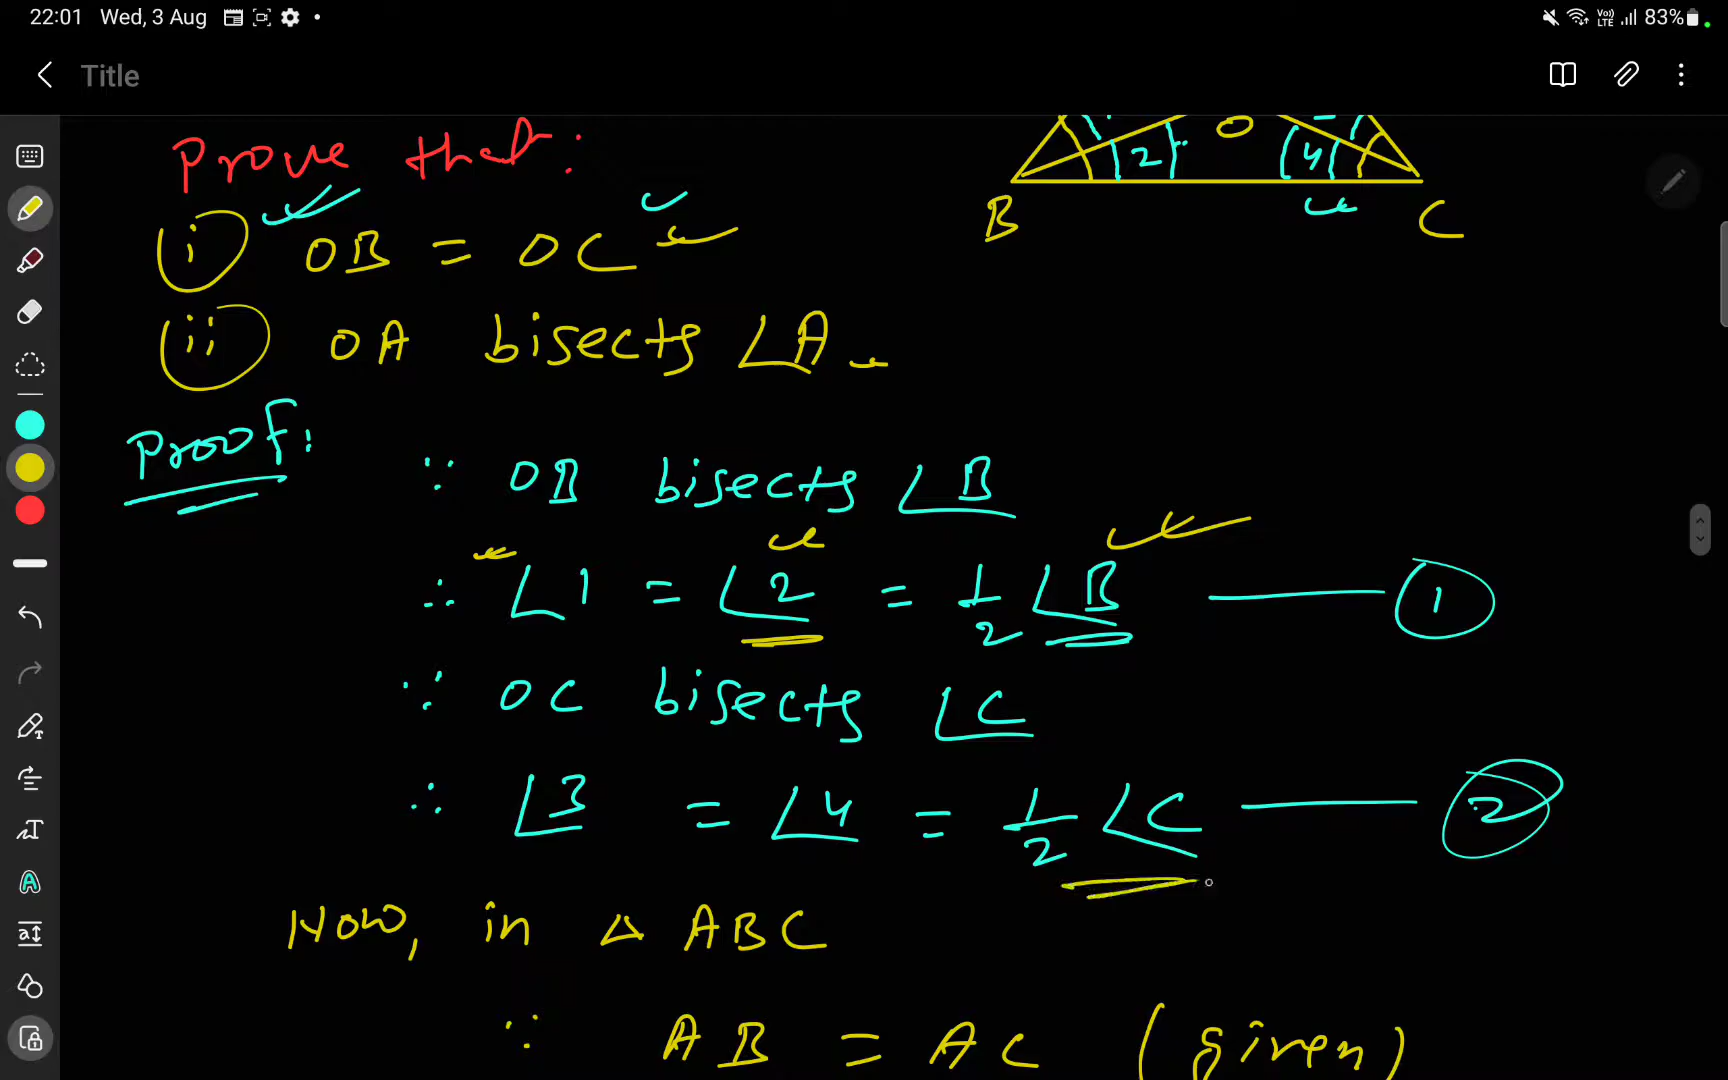 22:01 Wed, 3 Aug 83%
Title
Prove that:
(i) OB = OC
(ii) OA bisects ∠A
2 O 4
B C
Proof:
∵ OB bisects ∠B
∴ ∠1 = ∠2 = 1/2 ∠B —— ①
∵ OC bisects ∠C
∴ ∠3 = ∠4 = 1/2 ∠C —— ②
Now, in △ ABC
∵ AB = AC (given)